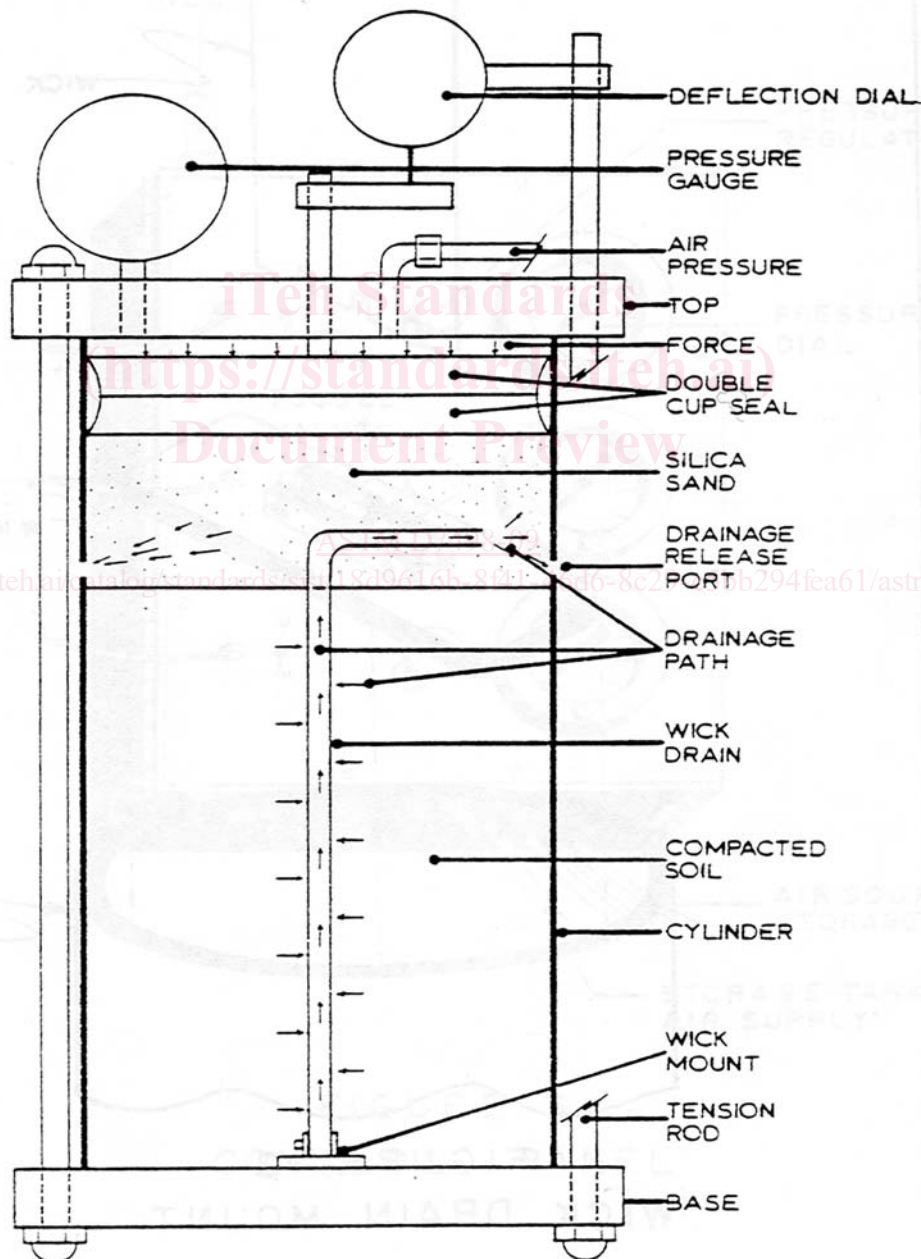 DEFLECTION DIAL
PRESSURE
GAUGE
AIR
PRESSURE
iTeh Standards
TOP
FORCE
(https://standards.iteh.ai)
DOUBLE
CUP SEAL
Document Preview
SILICA
SAND
DRAINAGE
RELEASE
PORT
DRAINAGE
PATH
WICK
DRAIN
COMPACTED
SOIL
CYLINDER
WICK
MOUNT
TENSION
ROD
BASE